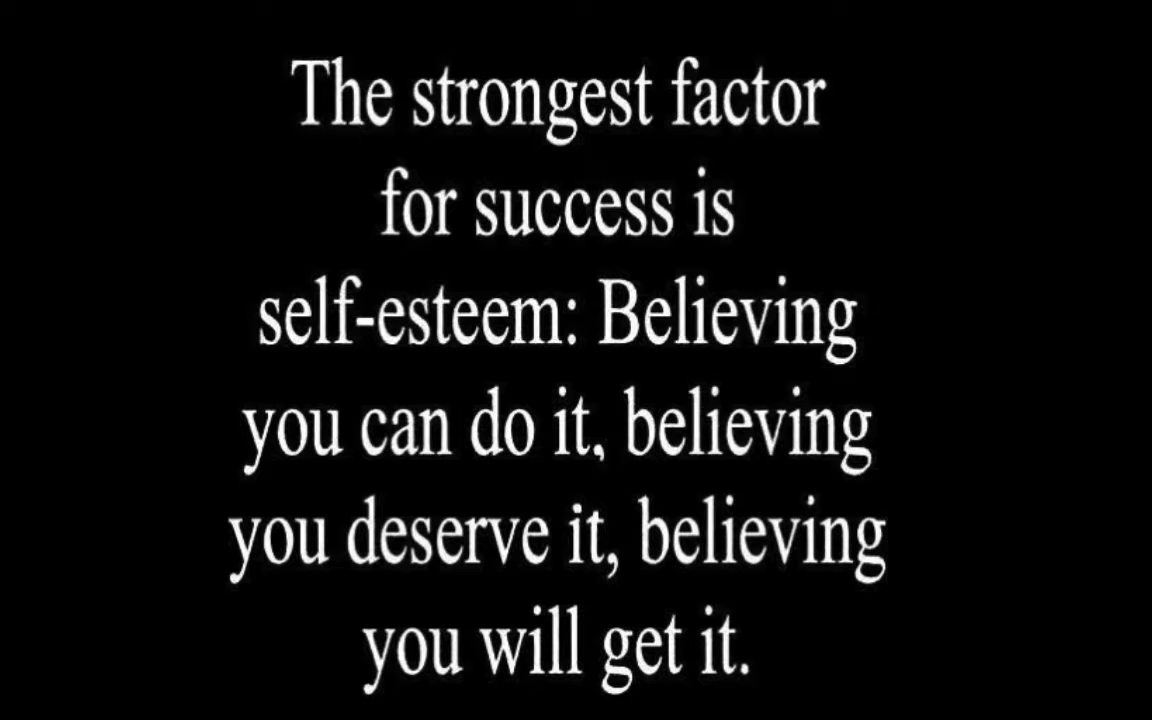 The strongest factor
for success is
self-esteem: Believing
you can do it, believing
you deserve it, believing
you will get it.